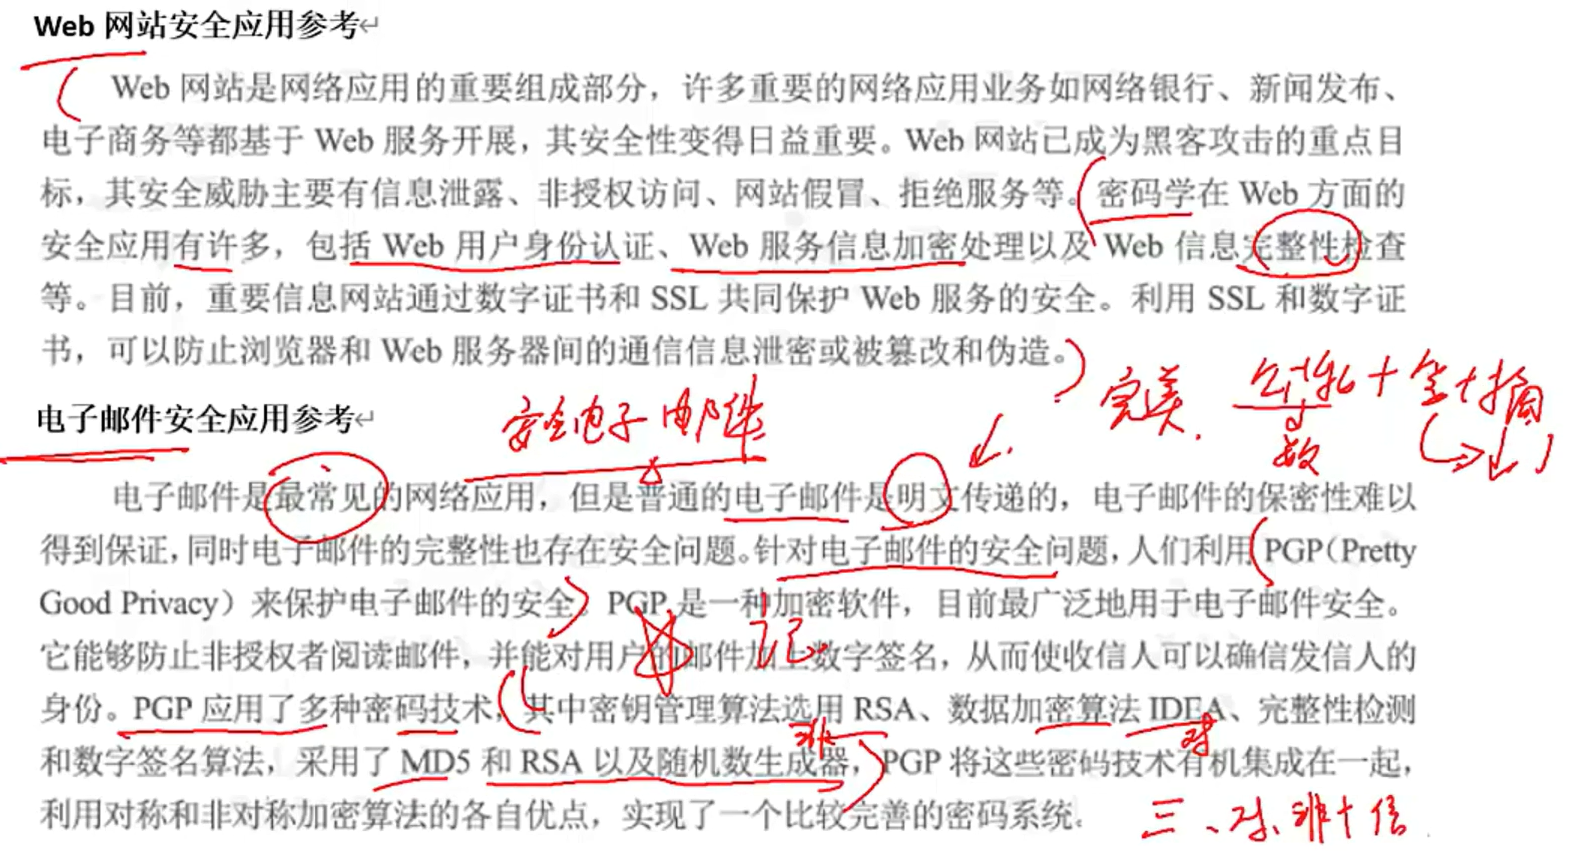 Web 网站安全应用参考↵
Web 网站是网络应用的重要组成部分，许多重要的网络应用业务如网络银行、新闻发布、
电子商务等都基于 Web 服务开展，其安全性变得日益重要。Web 网站已成为黑客攻击的重点目
标，其安全威胁主要有信息泄露、非授权访问、网站假冒、拒绝服务等。密码学在 Web 方面的
安全应用有许多，包括 Web 用户身份认证、Web 服务信息加密处理以及 Web 信息完整性检查
等。目前，重要信息网站通过数字证书和 SSL 共同保护 Web 服务的安全。利用 SSL 和数字证
书，可以防止浏览器和 Web 服务器间的通信信息泄密或被篡改和伪造。
完美
电子邮件安全应用参考↵
安全电子邮件
数
电子邮件是最常见的网络应用，但是普通的电子邮件是明文传递的，电子邮件的保密性难以
得到保证，同时电子邮件的完整性也存在安全问题。针对电子邮件的安全问题，人们利用 PGP（Pretty
Good Privacy）来保护电子邮件的安全。PGP 是一种加密软件，目前最广泛地用于电子邮件安全。
记
它能够防止非授权者阅读邮件，并能对用户的邮件加上数字签名，从而使收信人可以确信发信人的
身份。PGP 应用了多种密码技术，其中密钥管理算法选用 RSA、数据加密算法 IDEA、完整性检测
非 对
和数字签名算法，采用了 MD5 和 RSA 以及随机数生成器，PGP 将这些密码技术有机集成在一起，
利用对称和非对称加密算法的各自优点，实现了一个比较完善的密码系统。
三、对、非十信